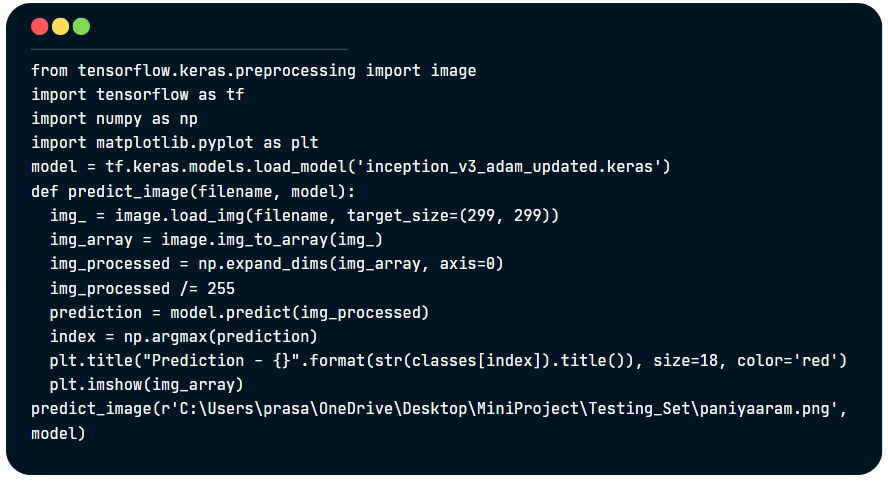 from tensorflow.keras.preprocessing import image
import tensorflow as tf
import numpy as np
import matplotlib.pyplot as plt
model = tf.keras.models.load_model('inception_v3_adam_updated.keras')
def predict_image(filename, model):
  img_ = image.load_img(filename, target_size=(299, 299))
  img_array = image.img_to_array(img_)
  img_processed = np.expand_dims(img_array, axis=0)
  img_processed /= 255
  prediction = model.predict(img_processed)
  index = np.argmax(prediction)
  plt.title("Prediction - {}".format(str(classes[index]).title()), size=18, color='red')
  plt.imshow(img_array)
predict_image(r'C:\Users\prasa\OneDrive\Desktop\MiniProject\Testing_Set\paniyaaram.png',
model)